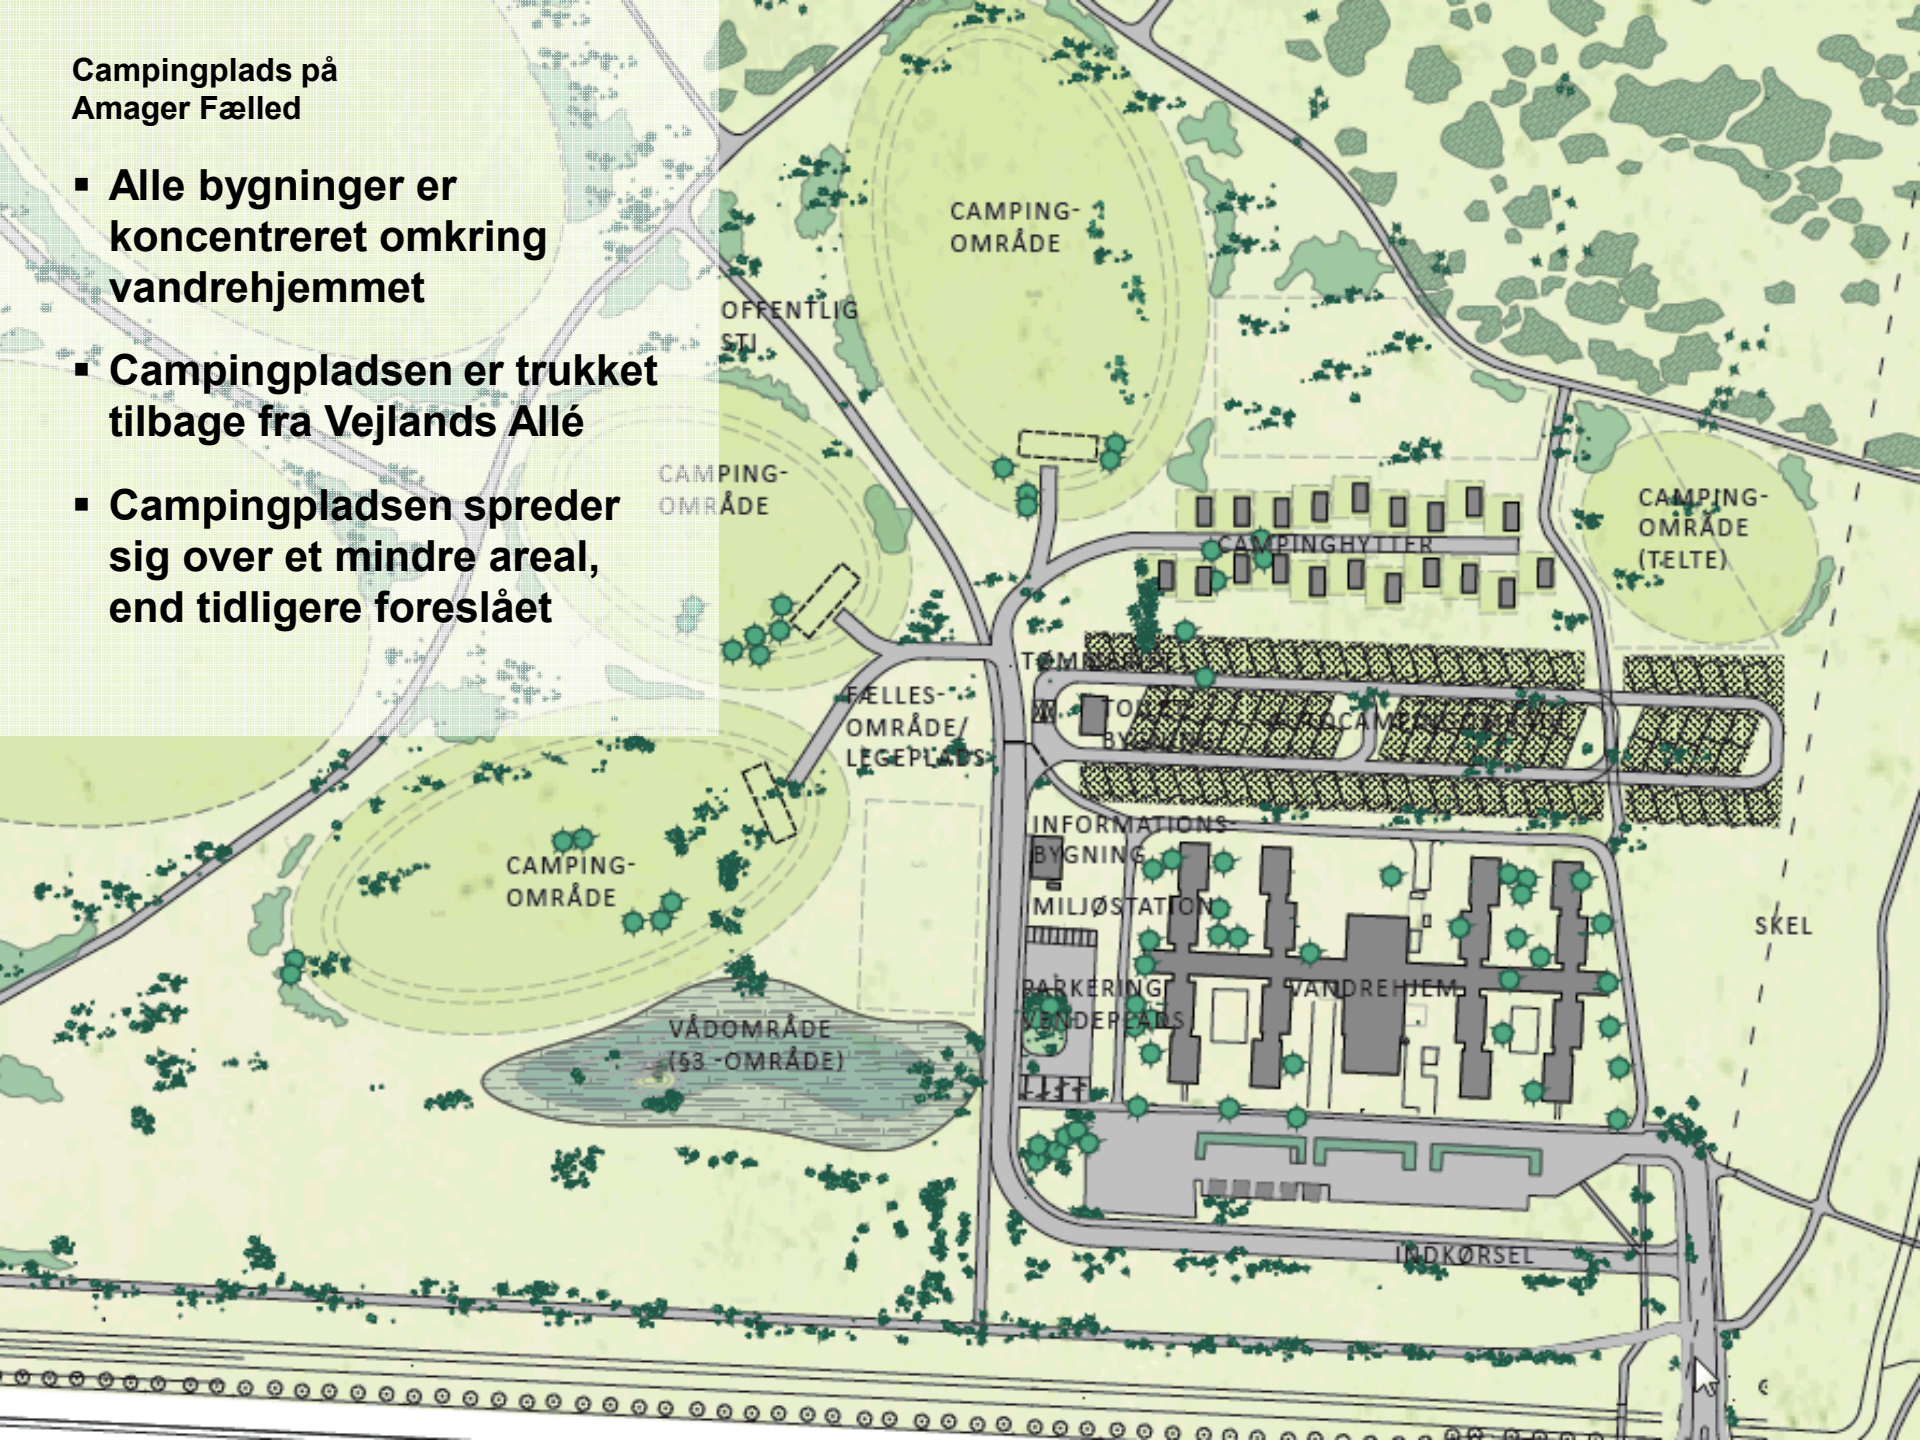 Campingplads på
Amager Fælled
▪ Alle bygninger er
koncentreret omkring
vandrehjemmet
▪ Campingpladsen er trukket
tilbage fra Vejlands Allé
▪ Campingpladsen spreder
sig over et mindre areal,
end tidligere foreslået
CAMPING-
OMRÅDE
OFFENTLIG
STI
CAMPING-
OMRÅDE
CAMPING-
OMRÅDE
(TELTE)
CAMPINGHYTTER
FÆLLES-
OMRÅDE/
LEGEPLADS
AUTOCAMPEROMRÅDE
INFORMATIONS-
BYGNING
CAMPING-
OMRÅDE
MILJØSTATION
SKEL
PARKERING
VENDEPLADS
VANDREHJEM
VÅDOMRÅDE
(§3 -OMRÅDE)
INDKØRSEL